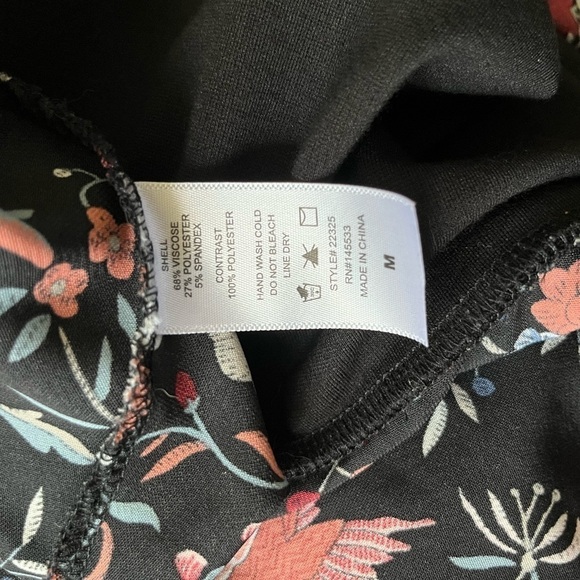 SHELL
68% VISCOSE
27% POLYESTER
5% SPANDEX
CONTRAST
100% POLYESTER
HAND WASH COLD
DO NOT BLEACH
LINE DRY
STYLE# 22325
RN#145533
MADE IN CHINA
M